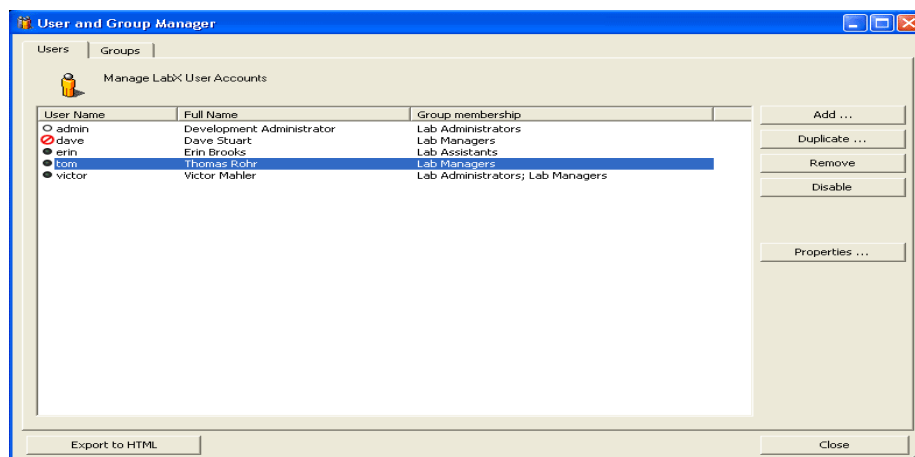 User and Group Manager
Users Groups
Manage LabX User Accounts
User Name Full Name Group membership Add ...
admin Development Administrator Lab Administrators
dave Dave Stuart Lab Managers Duplicate ...
erin Erin Brooks Lab Assistants
tom Thomas Rohr Lab Managers Remove
victor Victor Mahler Lab Administrators; Lab Managers
Disable
Properties ...
Export to HTML Close